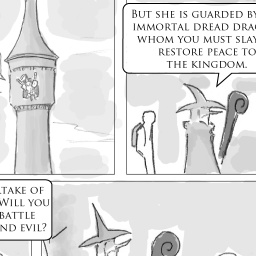 But she is guarded by
immortal dread
whom you must slay
restore peace to
the kingdom.
take of
Will you
battle
nd evil?